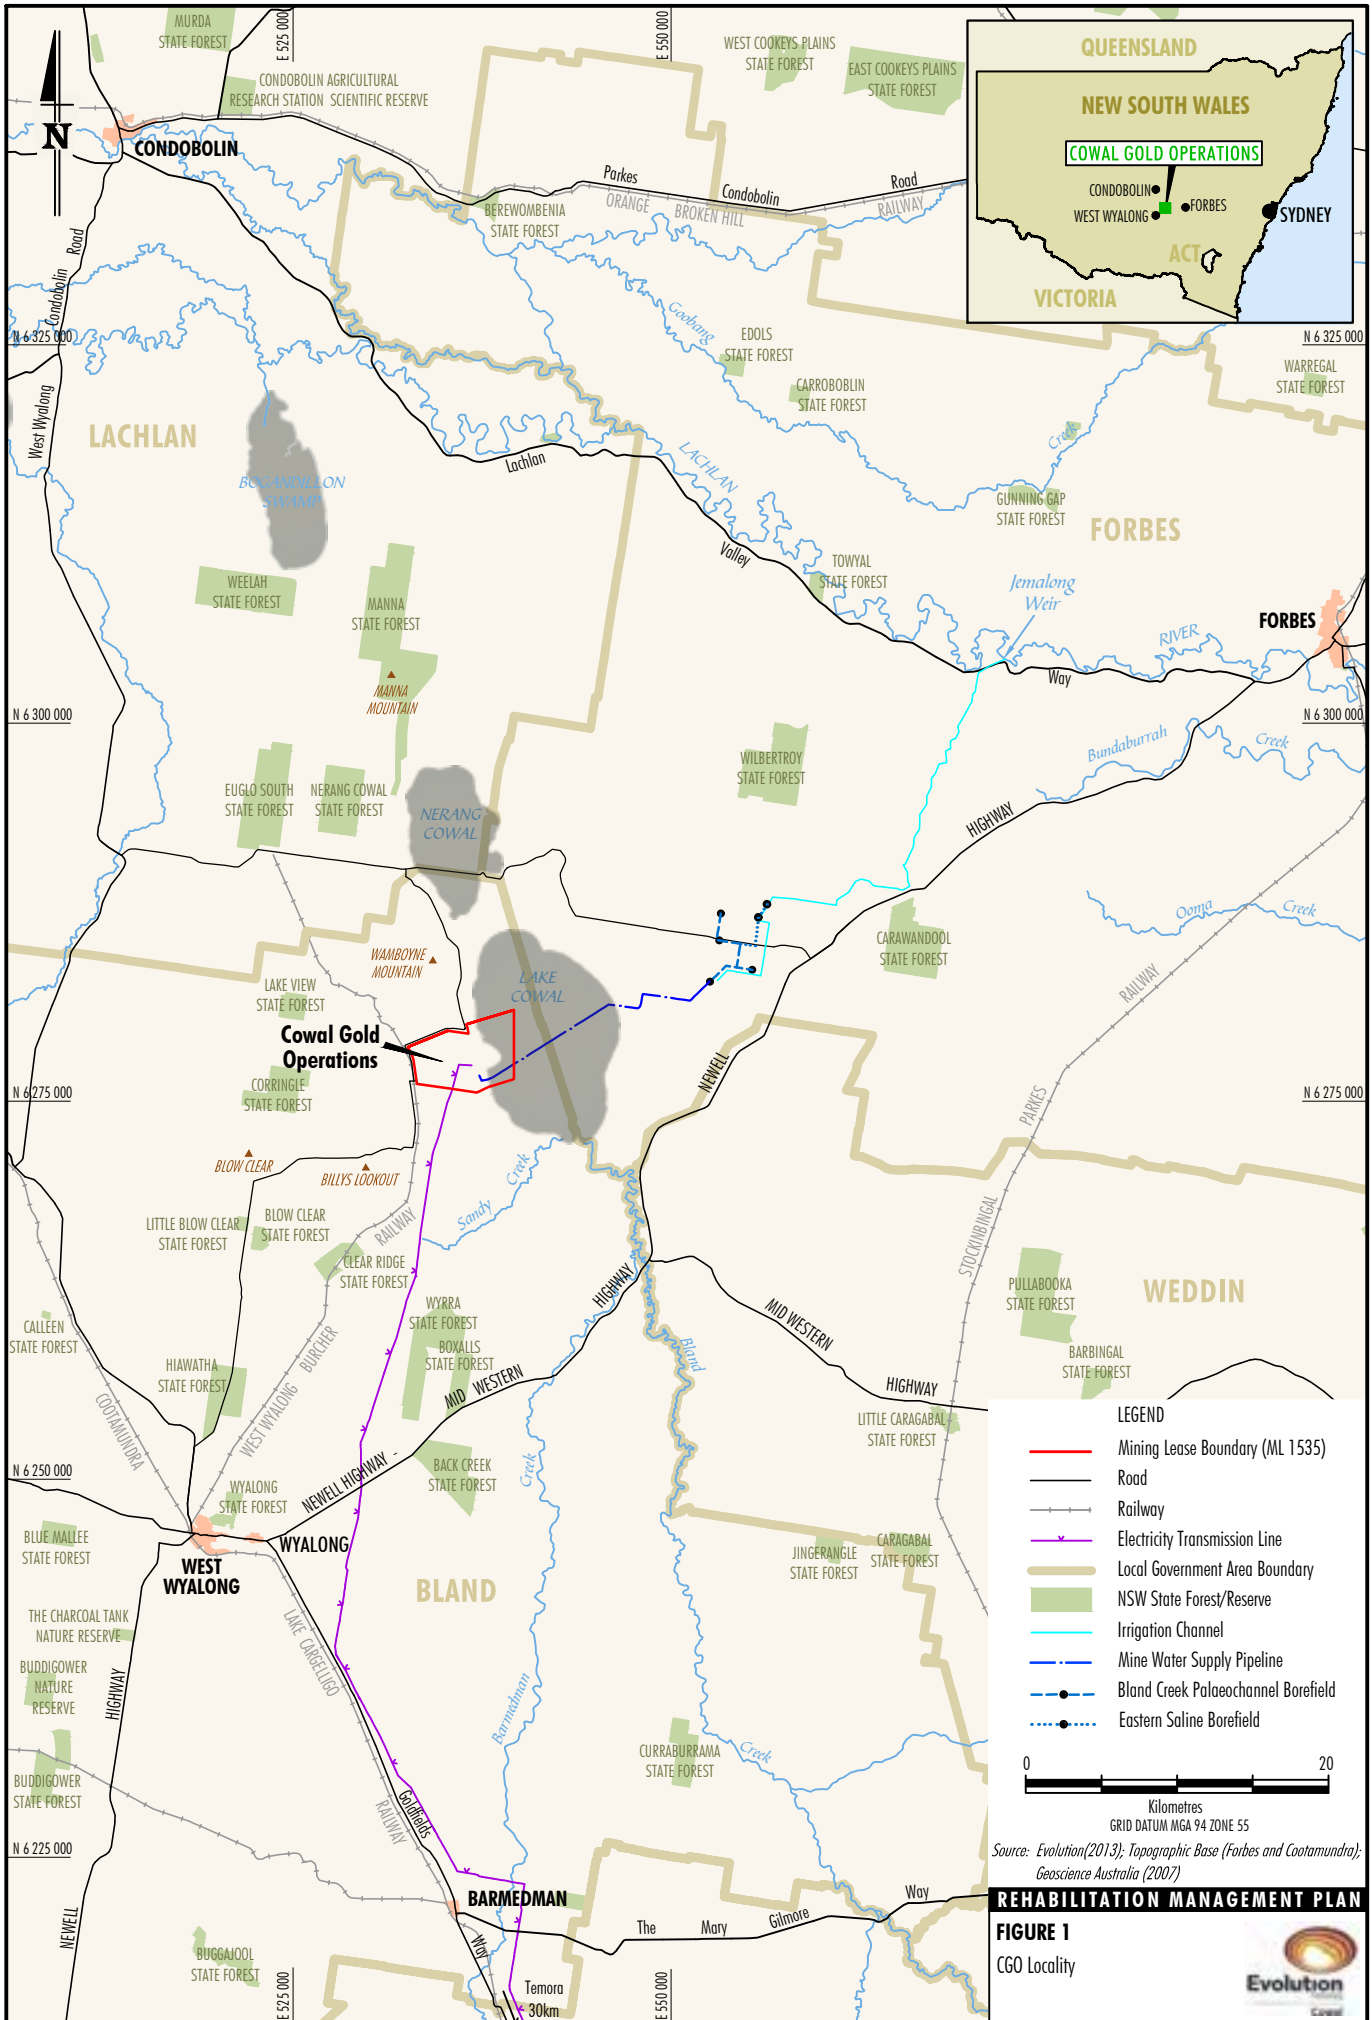 MURDA
STATE FOREST
E 525 000
E 550 000
WEST COOKEYS PLAINS
STATE FOREST
EAST COOKEYS PLAINS
STATE FOREST
CONDOBOLIN AGRICULTURAL
RESEARCH STATION SCIENTIFIC RESERVE
N
CONDOBOLIN
QUEENSLAND
NEW SOUTH WALES
COWAL GOLD OPERATIONS
CONDOBOLIN
WEST WYALONG
FORBES
SYDNEY
ACT
VICTORIA
Parkes
Condobolin
Road
ORANGE
BROKEN HILL
RAILWAY
BEREWOMBENIA
STATE FOREST
Condobolin Road
West Wyalong
N 6 325 000
N 6 325 000
Goobang
EDOLS
STATE FOREST
CARROBOBLIN
STATE FOREST
WARREGAL
STATE FOREST
Creek
LACHLAN
BOGANDILLON
SWAMP
Lachlan
LACHLAN
GUNNING GAP
STATE FOREST
FORBES
Valley
TOWYAL
STATE FOREST
Jemalong
Weir
WEELAH
STATE FOREST
MANNA
STATE FOREST
FORBES
RIVER
Way
MANNA
MOUNTAIN
N 6 300 000
N 6 300 000
Bundaburrah
Creek
WILBERTROY
STATE FOREST
EUGLO SOUTH
STATE FOREST
NERANG COWAL
STATE FOREST
NERANG
COWAL
HIGHWAY
Ooma
Creek
CARAWANDOOL
STATE FOREST
WAMBOYNE
MOUNTAIN
LAKE
COWAL
LAKE VIEW
STATE FOREST
RAILWAY
Cowal Gold
Operations
CORRINGLE
STATE FOREST
NEWELL
N 6 275 000
N 6 275 000
PARKES
BLOW CLEAR
BILLYS LOOKOUT
Sandy
Creek
LITTLE BLOW CLEAR
STATE FOREST
BLOW CLEAR
STATE FOREST
RAILWAY
CLEAR RIDGE
STATE FOREST
STOCKINBINGAL
HIGHWAY
PULLABOOKA
STATE FOREST
WEDDIN
WYRRA
STATE FOREST
BOXALLS
STATE FOREST
MID WESTERN
CALLEEN
STATE FOREST
BURCHER
Bland
BARBINGAL
STATE FOREST
HIAWATHA
STATE FOREST
MID WESTERN
HIGHWAY
COOTAMUNDRA
WEST WYALONG
LITTLE CARAGABAL
STATE FOREST
N 6 250 000
BACK CREEK
STATE FOREST
Creek
NEWELL HIGHWAY -
WYALONG
STATE FOREST
BLUE MALLEE
STATE FOREST
WYALONG
WEST
WYALONG
JINGERANGLE
STATE FOREST
CARAGABAL
STATE FOREST
BLAND
THE CHARCOAL TANK
NATURE RESERVE
LAKE CARGELLIGO
BUDDIGOWER
NATURE
RESERVE
HIGHWAY
Barmedman
CURRABURRAMA
STATE FOREST
Creek
BUDDIGOWER
STATE FOREST
RAILWAY
Goldfields
N 6 225 000
BARMEDMAN
Way
The Mary Gilmore
NEWELL
Way
BUGGAJOOL
STATE FOREST
Temora
30km
E 525 000
E 550 000
LEGEND
Mining Lease Boundary (ML 1535)
Road
Railway
Electricity Transmission Line
Local Government Area Boundary
NSW State Forest/Reserve
Irrigation Channel
Mine Water Supply Pipeline
Bland Creek Palaeochannel Borefield
Eastern Saline Borefield
0 20
Kilometres
GRID DATUM MGA 94 ZONE 55
Source: Evolution(2013); Topographic Base (Forbes and Cootamundra);
Geoscience Australia (2007)
REHABILITATION MANAGEMENT PLAN
FIGURE 1
CGO Locality
Evolution
Cowal